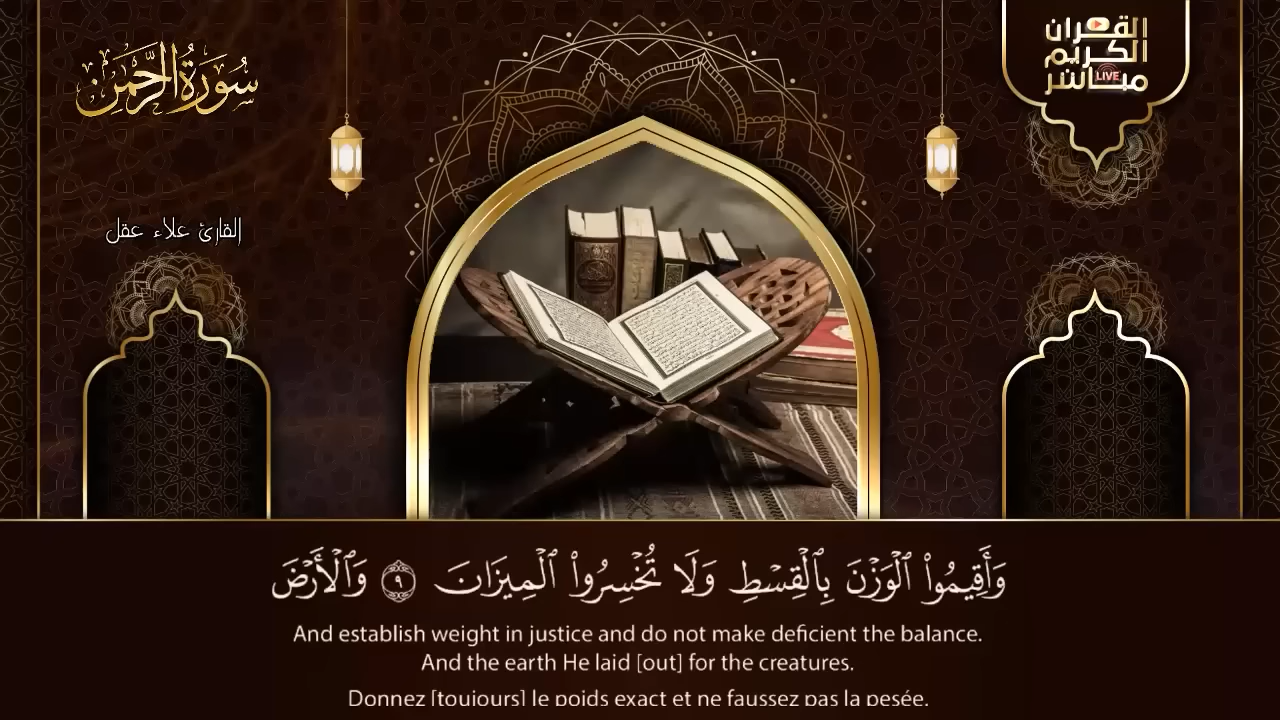 سُورَةُ الرَّحْمٰن
القرآن
الكريم
مباشر
LIVE
القارئ علاء عقل
وَأَقِيمُوا۟ ٱلْوَزْنَ بِٱلْقِسْطِ وَلَا تُخْسِرُوا۟ ٱلْمِيزَانَ ٩ وَٱلْأَرْضَ
And establish weight in justice and do not make deficient the balance.
And the earth He laid [out] for the creatures.
Donnez [toujours] le poids exact et ne faussez pas la pesée.